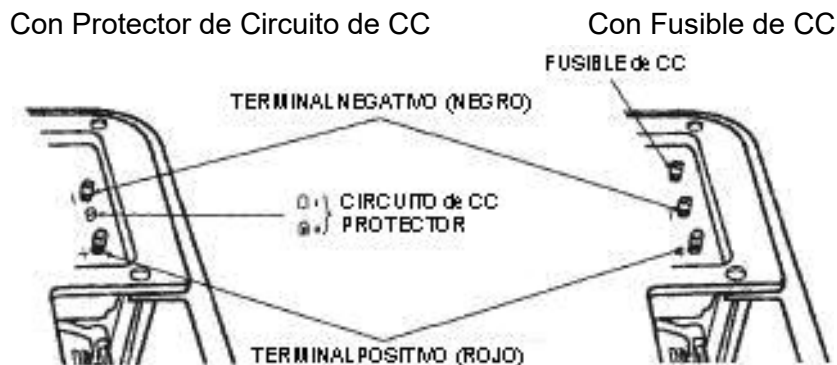 Con Protector de Circuito de CC
Con Fusible de CC
FUSIBLE de CC
TERMINAL NEGATIVO (NEGRO)
CIRCUITO de CC
PROTECTOR
TERMINAL POSITIVO (ROJO)